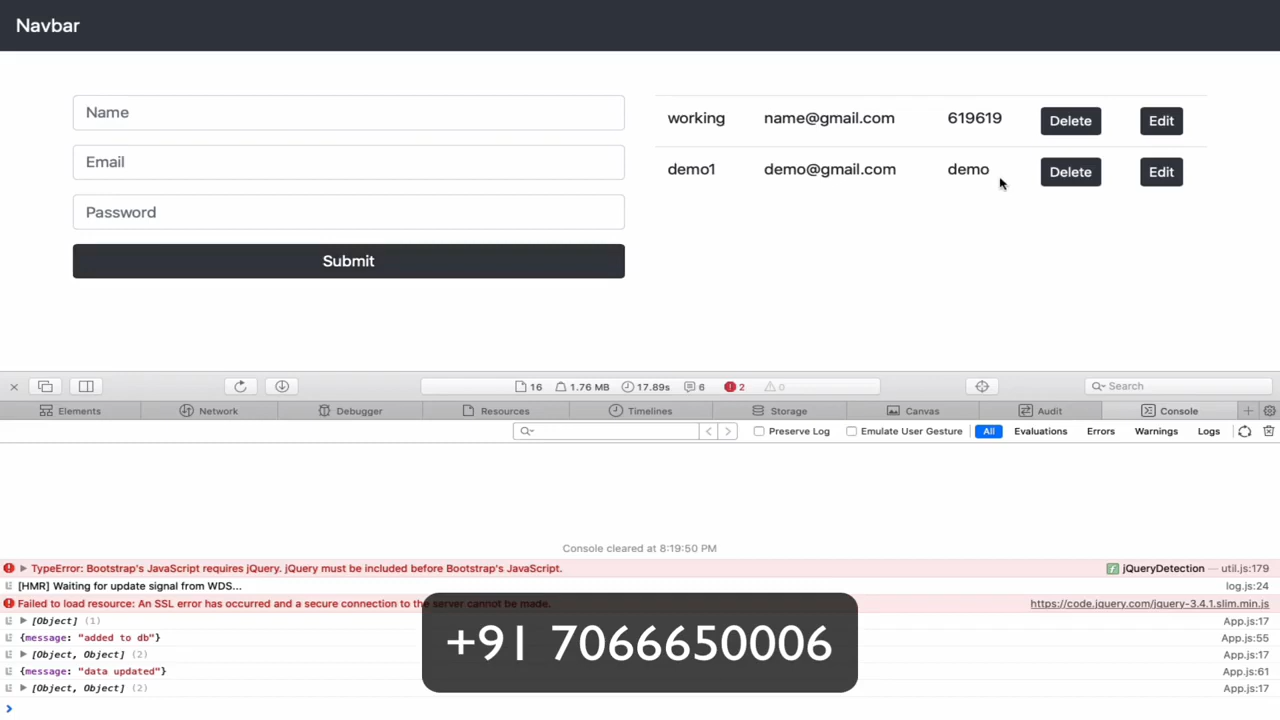 Navbar
Name
Email
Password
Submit
working name@gmail.com 619619 Delete Edit
demo1 demo@gmail.com demo Delete Edit
16 1.76 MB 17.89s 6 2 0 Search
Elements Network Debugger Resources Timelines Storage Canvas Audit Console
Preserve Log Emulate User Gesture All Evaluations Errors Warnings Logs
Console cleared at 8:19:50 PM
TypeError: Bootstrap's JavaScript requires jQuery. jQuery must be included before Bootstrap's JavaScript. f jQueryDetection — util.js:179
[HMR] Waiting for update signal from WDS... log.js:24
Failed to load resource: An SSL error has occurred and a secure connection to the server cannot be made. https://code.jquery.com/jquery-3.4.1.slim.min.js
[Object] (1) App.js:17
{message: "added to db"} App.js:55
[Object, Object] (2) App.js:17
{message: "data updated"} App.js:61
[Object, Object] (2) App.js:17
+91 7066650006